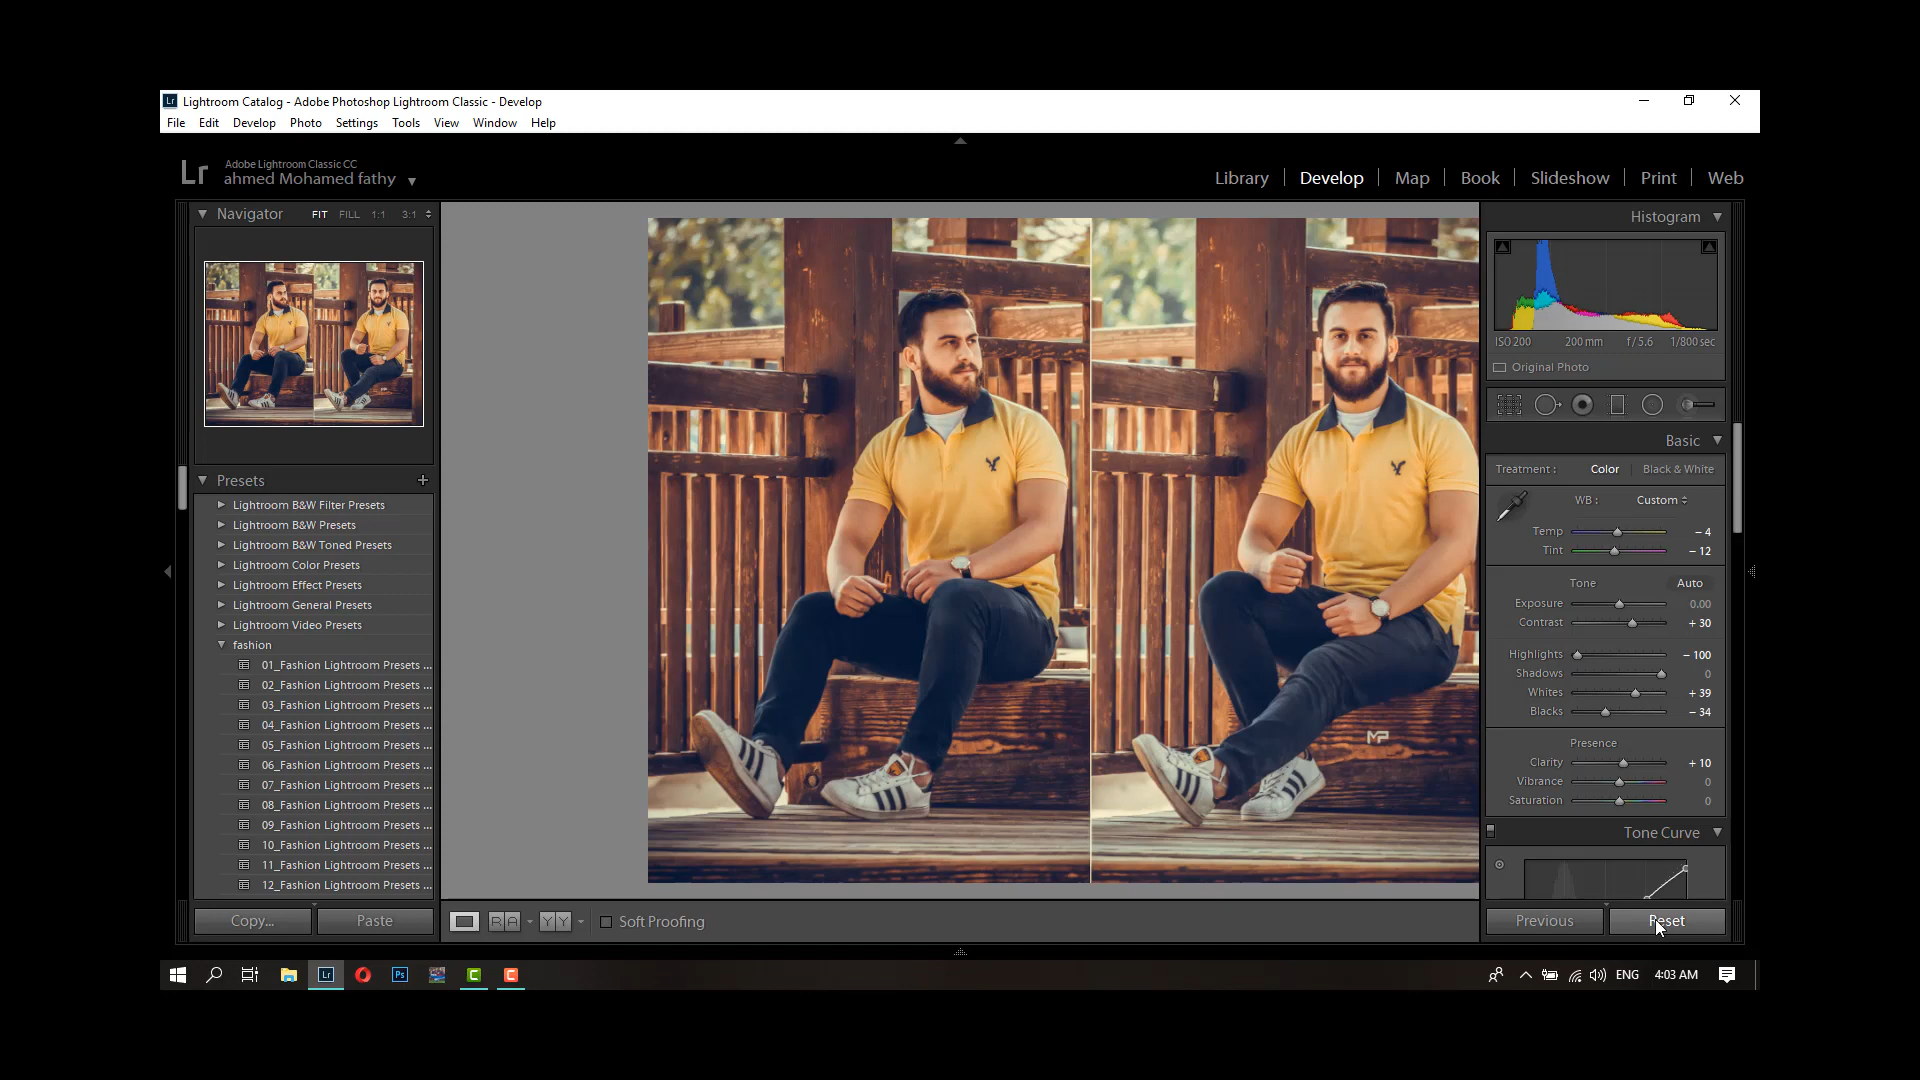 Lr Lightroom Catalog - Adobe Photoshop Lightroom Classic - Develop
File Edit Develop Photo Settings Tools View Window Help
Lr Adobe Lightroom Classic CC
ahmed Mohamed fathy
Library Develop Map Book Slideshow Print Web
Navigator FIT FILL 1:1 3:1
Presets +
Lightroom B&W Filter Presets
Lightroom B&W Presets
Lightroom B&W Toned Presets
Lightroom Color Presets
Lightroom Effect Presets
Lightroom General Presets
Lightroom Video Presets
fashion
01_Fashion Lightroom Presets ...
02_Fashion Lightroom Presets ...
03_Fashion Lightroom Presets ...
04_Fashion Lightroom Presets ...
05_Fashion Lightroom Presets ...
06_Fashion Lightroom Presets ...
07_Fashion Lightroom Presets ...
08_Fashion Lightroom Presets ...
09_Fashion Lightroom Presets ...
10_Fashion Lightroom Presets ...
11_Fashion Lightroom Presets ...
12_Fashion Lightroom Presets ...
Copy... Paste
MP
R A Y Y Soft Proofing
Histogram
ISO 200 200 mm f / 5.6 1/800 sec
Original Photo
Basic
Treatment : Color Black & White
WB : Custom
Temp - 4
Tint - 12
Tone Auto
Exposure 0.00
Contrast + 30
Highlights - 100
Shadows 0
Whites + 39
Blacks - 34
Presence
Clarity + 10
Vibrance 0
Saturation 0
Tone Curve
Previous Reset
Lr Ps C C ENG 4:03 AM